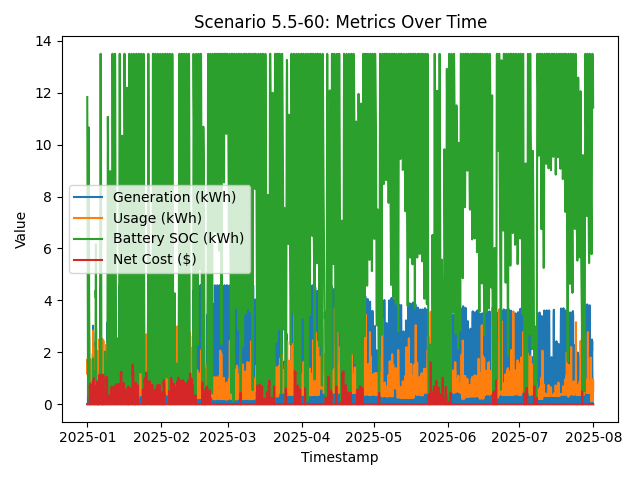 Scenario 5.5-60: Metrics Over Time
14
12
10
8
6
4
2
0
Value
Generation (kWh)
Usage (kWh)
Battery SOC (kWh)
Net Cost ($)
2025-01 2025-02 2025-03 2025-04 2025-05 2025-06 2025-07 2025-08
Timestamp